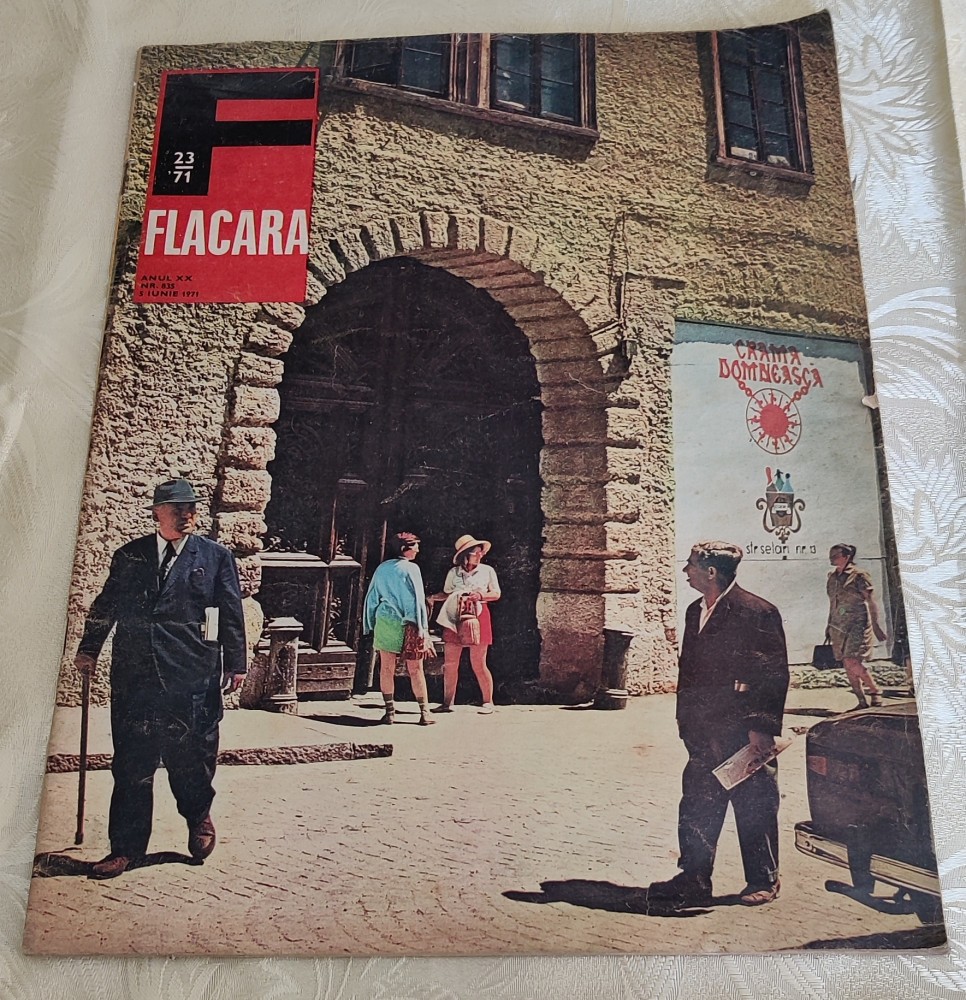 23
'71
FLACARA
ANUL XX
NR. 835
5 IUNIE 1971
CRAMA
DOMNEASCA
str selari nr. 13